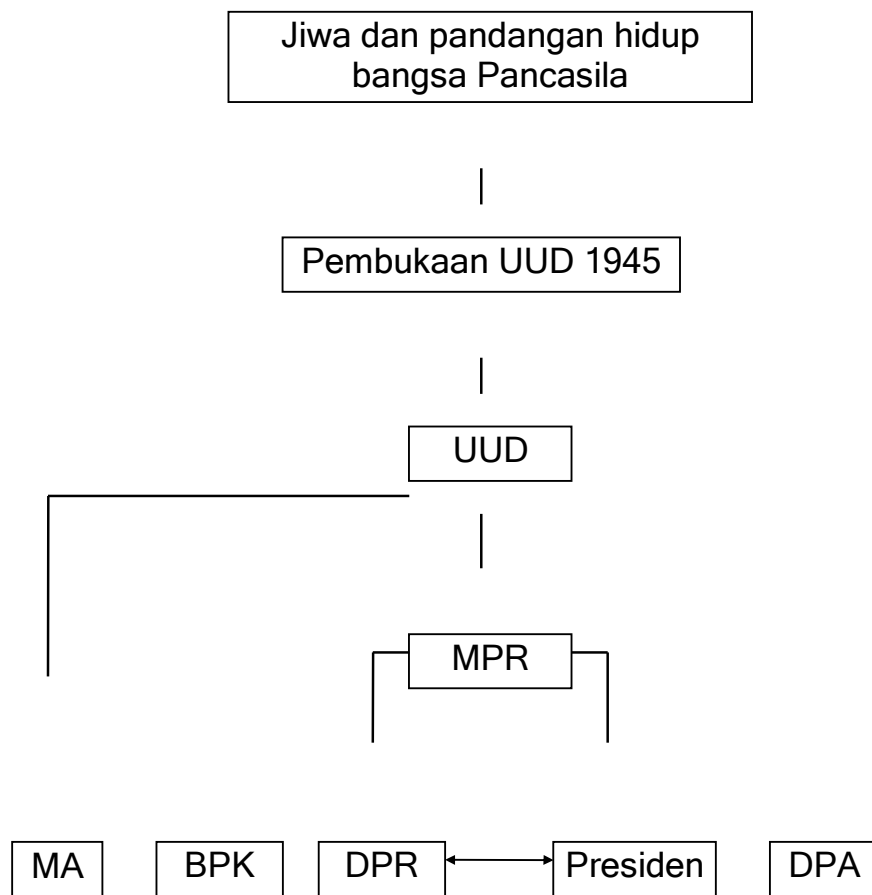 Jiwa dan pandangan hidup
bangsa Pancasila
Pembukaan UUD 1945
UUD
MPR
MA
BPK
DPR
Presiden
DPA